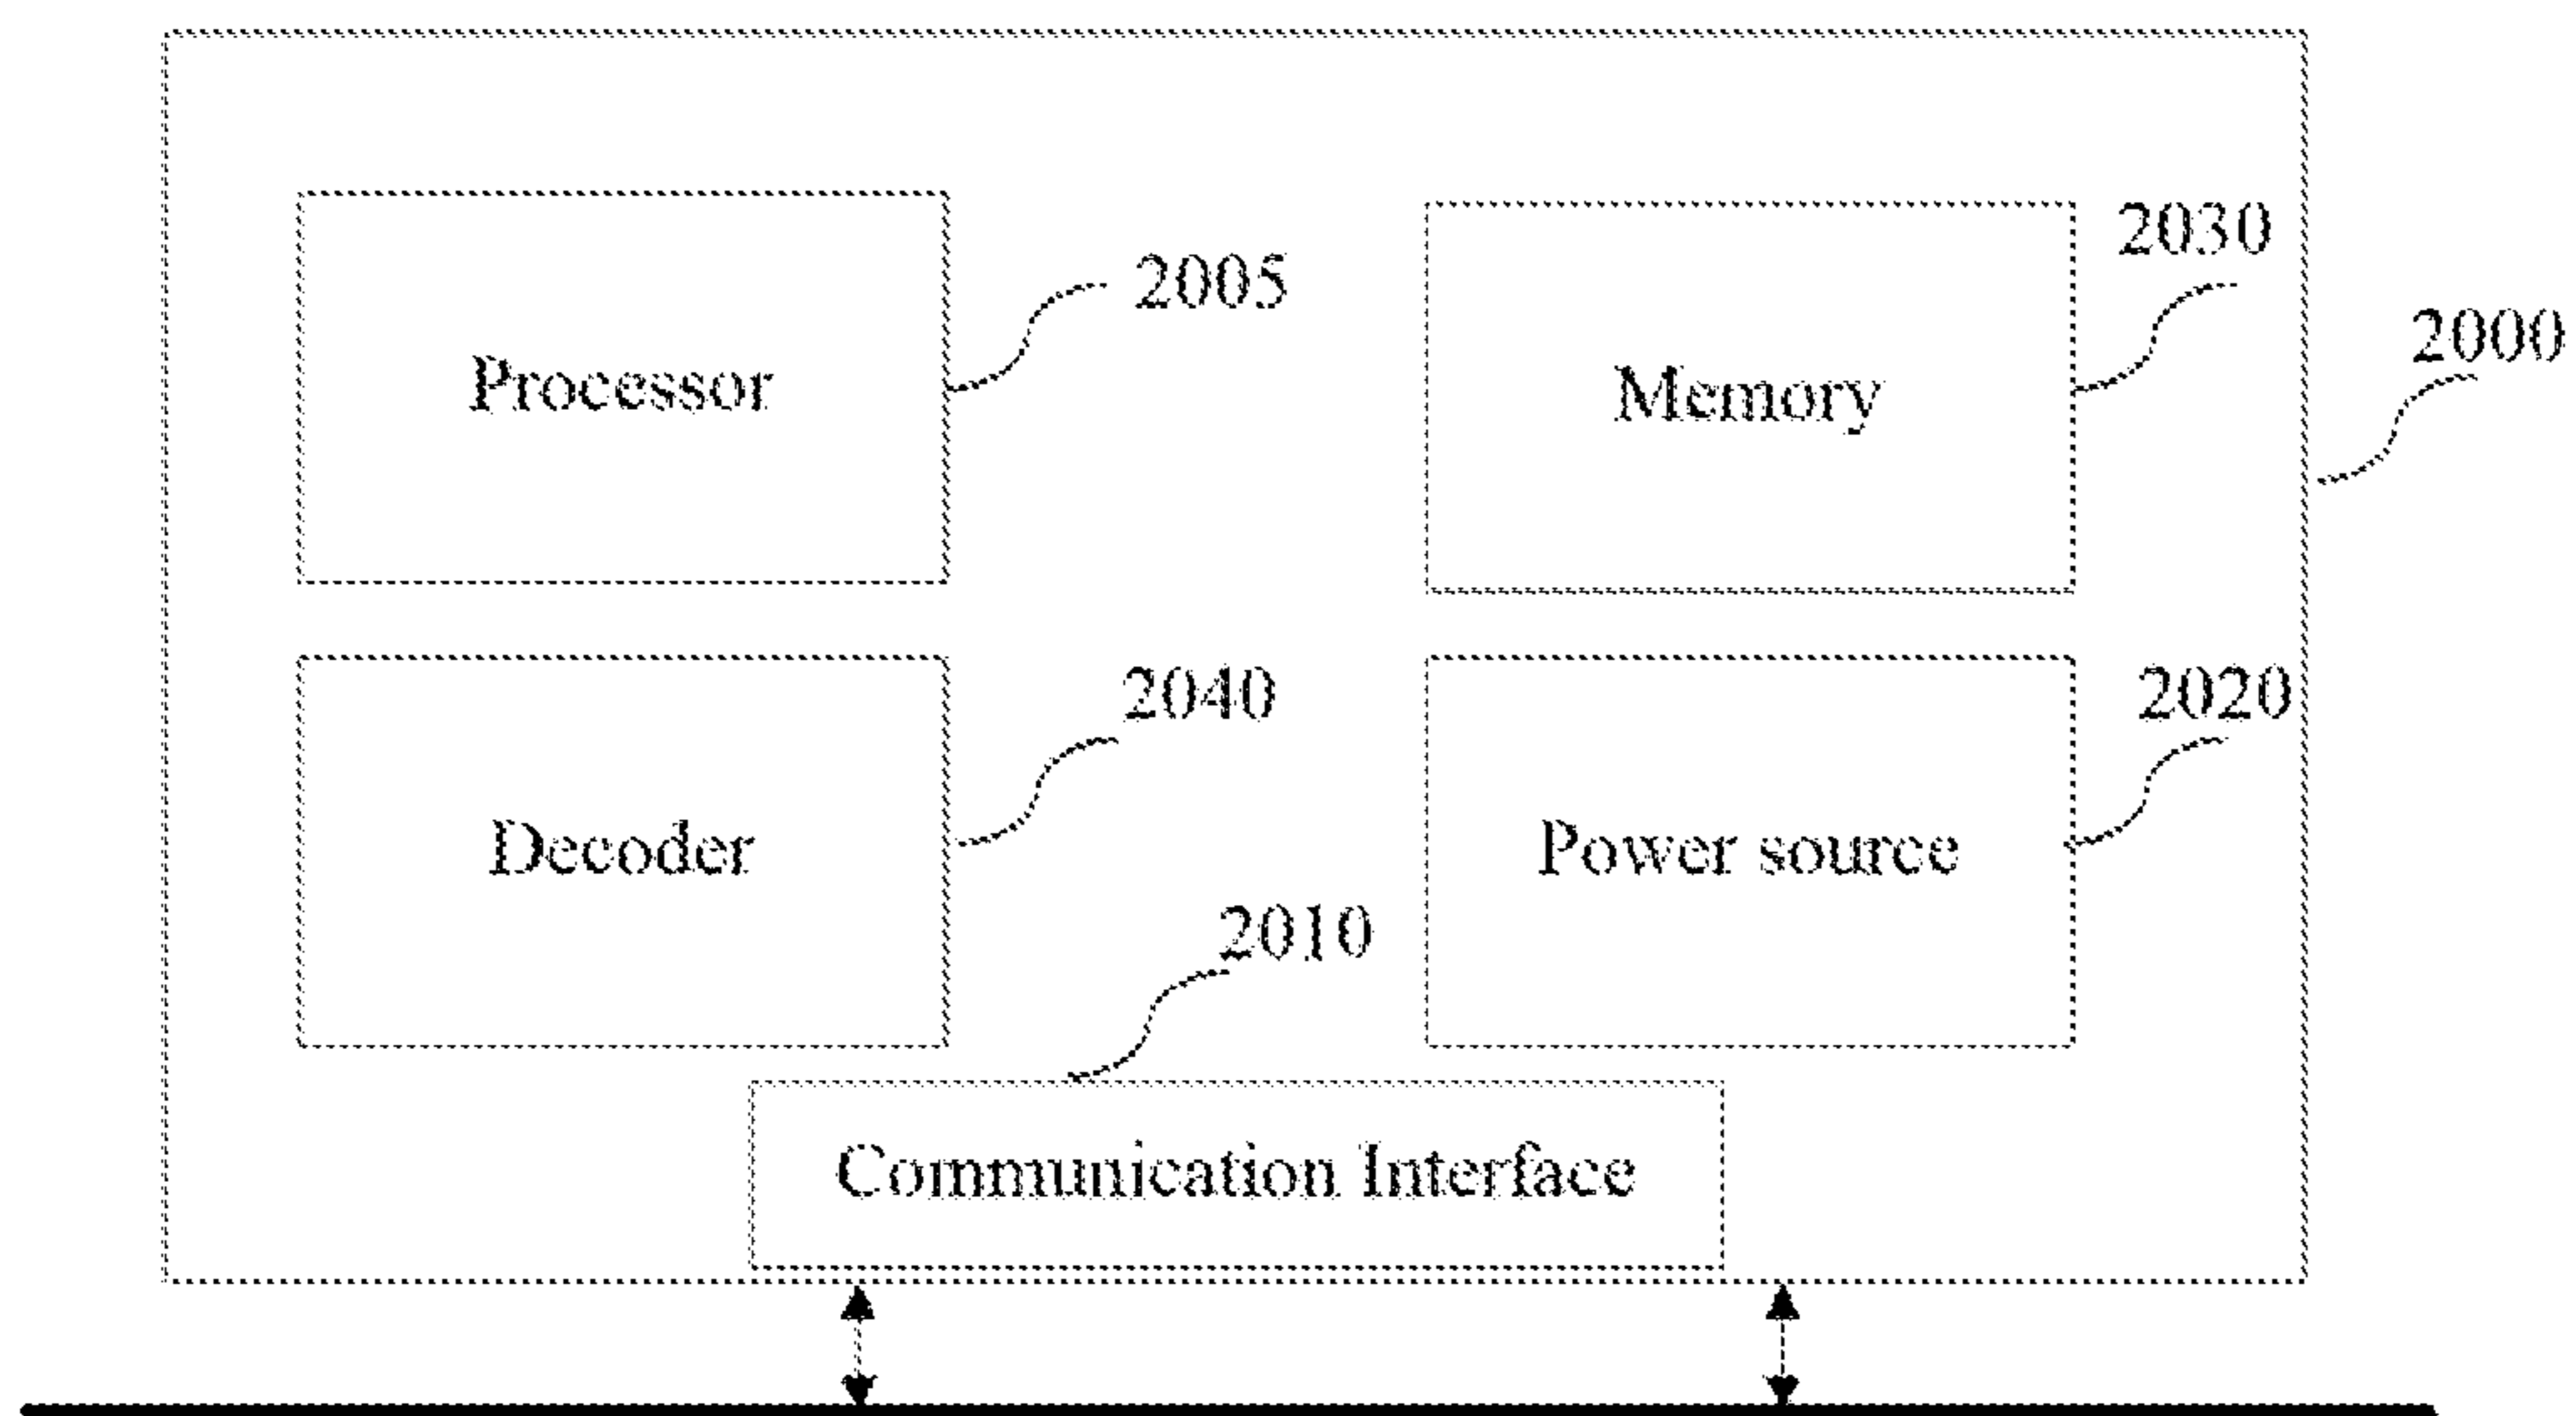 2030
2005
2000
Processor
Memory
2040
2020
Decoder
Power source
2010
Communication Interface